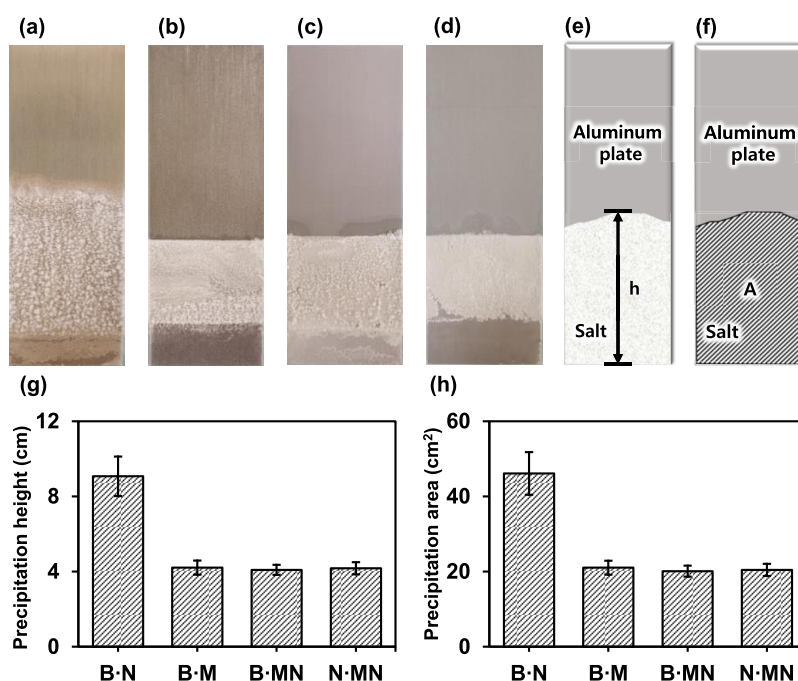 (a) (b) (c) (d) (e) (f)
Aluminum
plate
h
Salt
Aluminum
plate
A
Salt
(g)
Precipitation height (cm)
12
8
4
0
B·N B·M B·MN N·MN
(h)
Precipitation area (cm²)
60
40
20
0
B·N B·M B·MN N·MN